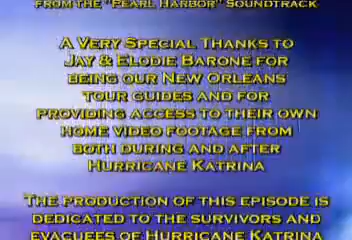 FROM THE "PEARL HARBOR" SOUNDTRACK
A VERY SPECIAL THANKS TO
JAY & ELODIE BARONE FOR
BEING OUR NEW ORLEANS
TOUR GUIDES AND FOR
PROVIDING ACCESS TO THEIR OWN
HOME VIDEO FOOTAGE FROM
BOTH DURING AND AFTER
HURRICANE KATRINA
THE PRODUCTION OF THIS EPISODE IS
DEDICATED TO THE SURVIVORS AND
EVACUEES OF HURRICANE KATRINA